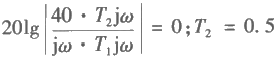 20lg|40·T₂jω / jω·T₁jω| = 0; T₂ = 0.5